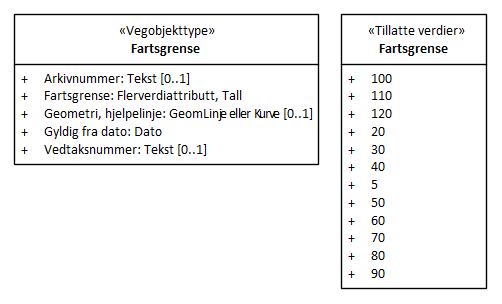 «Vegobjekttype»
Fartsgrense
+ Arkivnummer: Tekst [0..1]
+ Fartsgrense: Flerverdiattributt, Tall
+ Geometri, hjelpelinje: GeomLinje eller Kurve [0..1]
+ Gyldig fra dato: Dato
+ Vedtaksnummer: Tekst [0..1]
«Tillatte verdier»
Fartsgrense
+ 100
+ 110
+ 120
+ 20
+ 30
+ 40
+ 5
+ 50
+ 60
+ 70
+ 80
+ 90